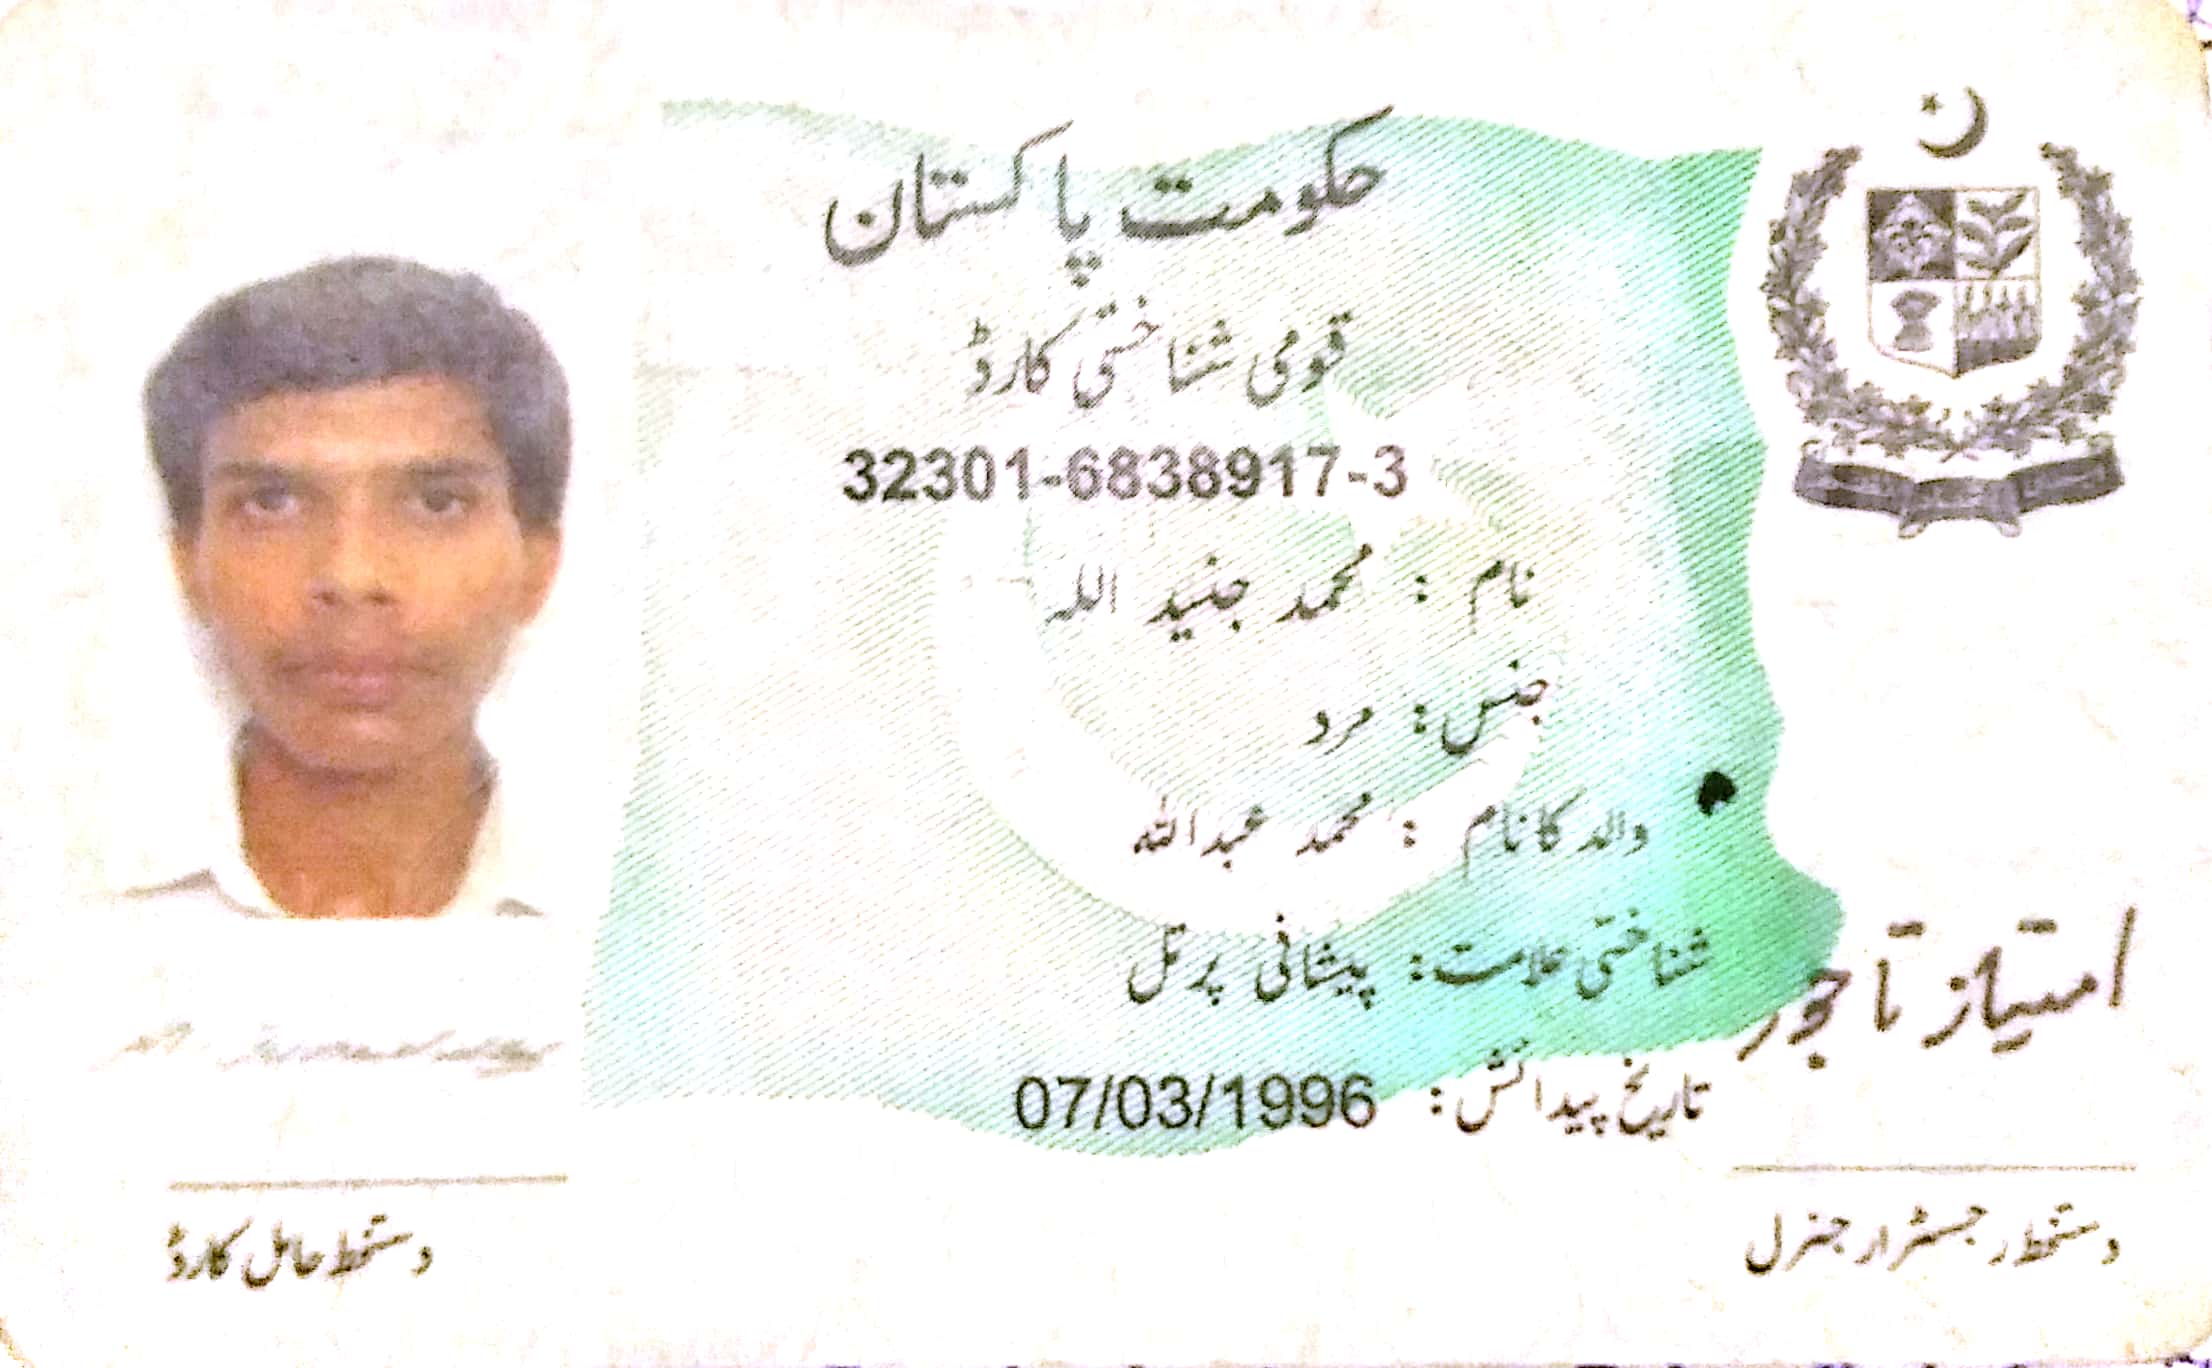 حکومت پاکستان
قومی شناختی کارڈ
32301-6838917-3
نام : محمد جنید اللہ
جنس: مرد
والد کا نام : محمد عبداللہ
شناختی علامت: پیشانی پر تل
تاریخ پیدائش: 07/03/1996
امتیاز تاجور
دستخط رجسٹرار جنرل
دستخط حامل کارڈ